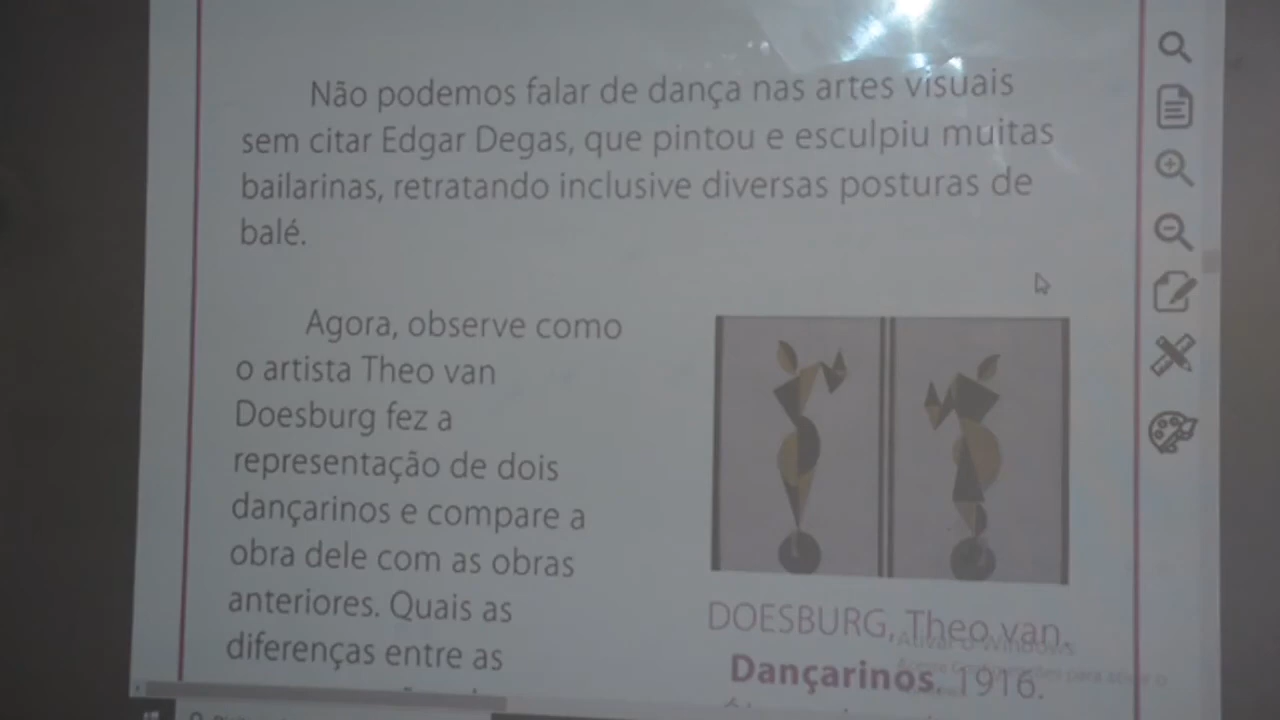 Não podemos falar de dança nas artes visuais
sem citar Edgar Degas, que pintou e esculpiu muitas
bailarinas, retratando inclusive diversas posturas de
balé.
Agora, observe como
o artista Theo van
Doesburg fez a
representação de dois
dançarinos e compare a
obra dele com as obras
anteriores. Quais as
diferenças entre as
DOESBURG, Theo van.
Dançarinos. 1916.
Ativar o Windows